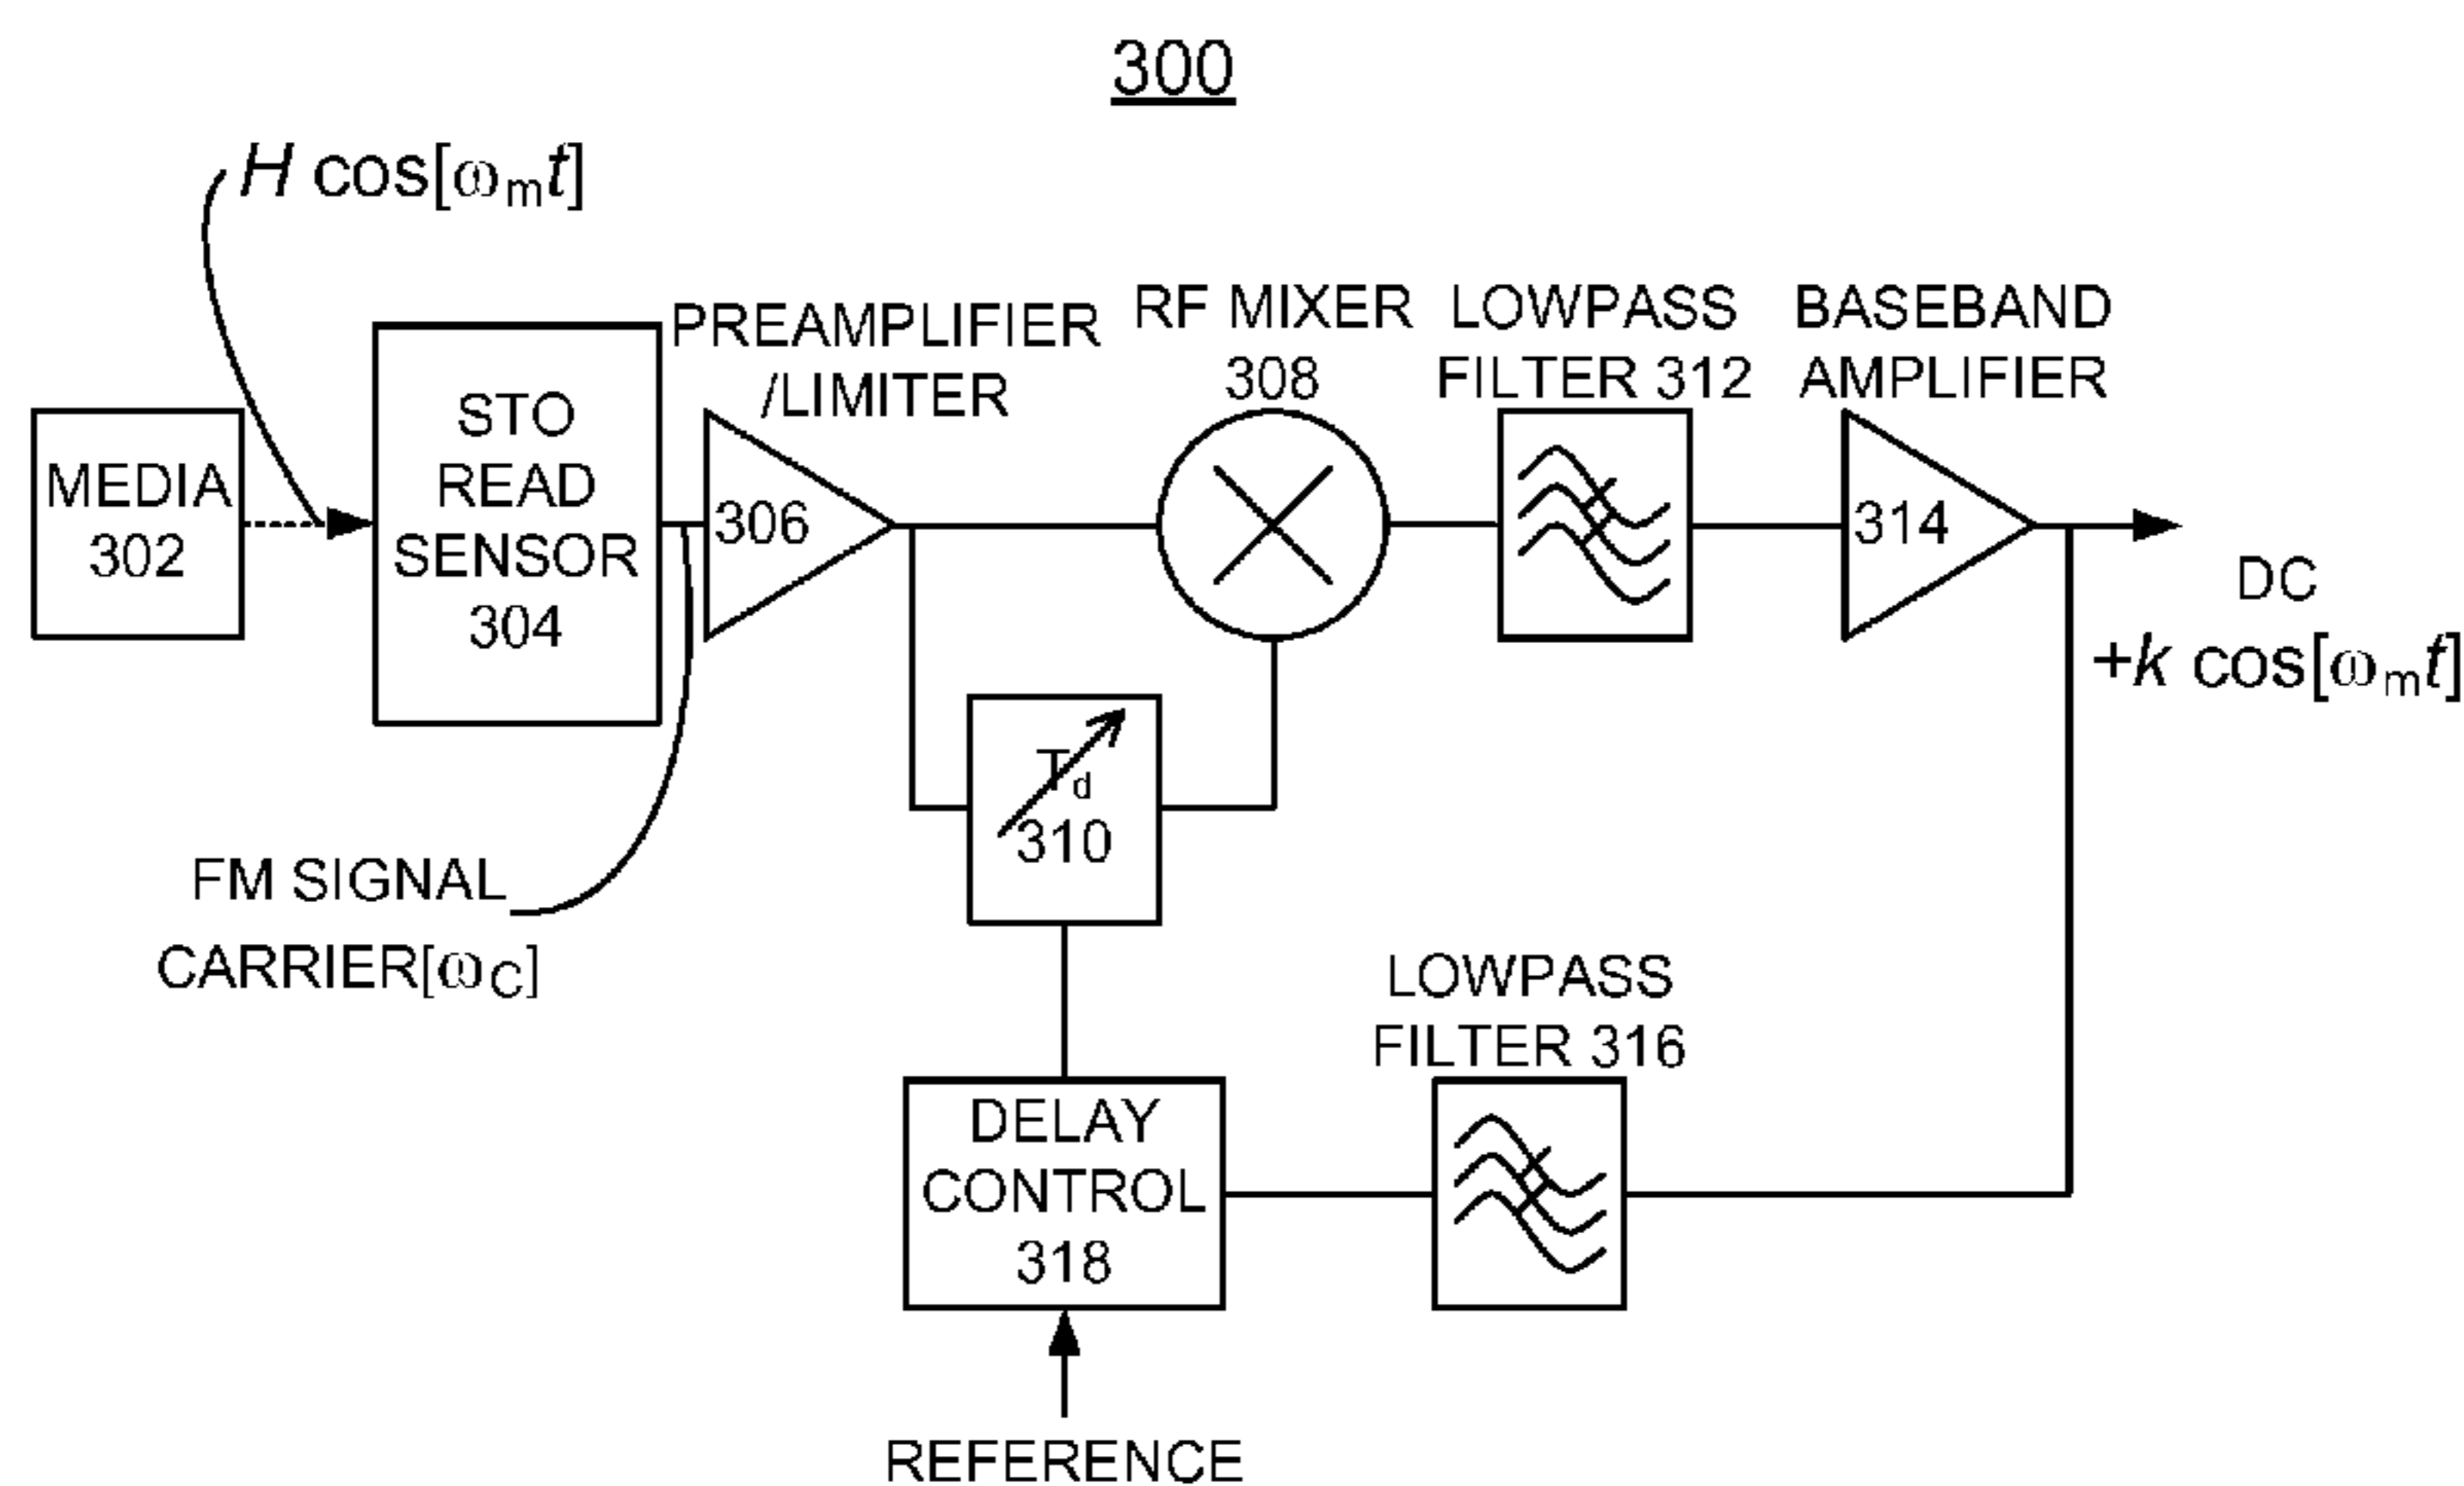 300
H cos[ωmt]
PREAMPLIFIER
/LIMITER
RF MIXER
308
LOWPASS
FILTER 312
BASEBAND
AMPLIFIER
MEDIA
302
STO
READ
SENSOR
304
306
314
DC
+k cos[ωmt]
Td
310
FM SIGNAL
CARRIER[ωC]
LOWPASS
FILTER 316
DELAY
CONTROL
318
REFERENCE